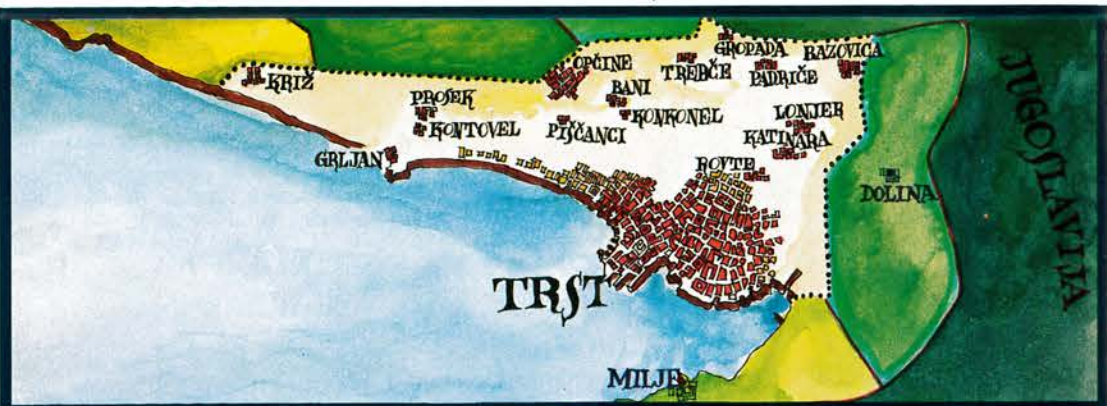 GROPADA
BAZOVICA
OPČINE
TREBČE
PADRIČE
KRIŽ
BANI
PROSEK
KONKONEL
LONJER
KONTOVEL
PIŠČANCI
KATINARA
GRLJAN
ROVTE
DOLINA
JUGOSLAVIJA
TRST
MILJE